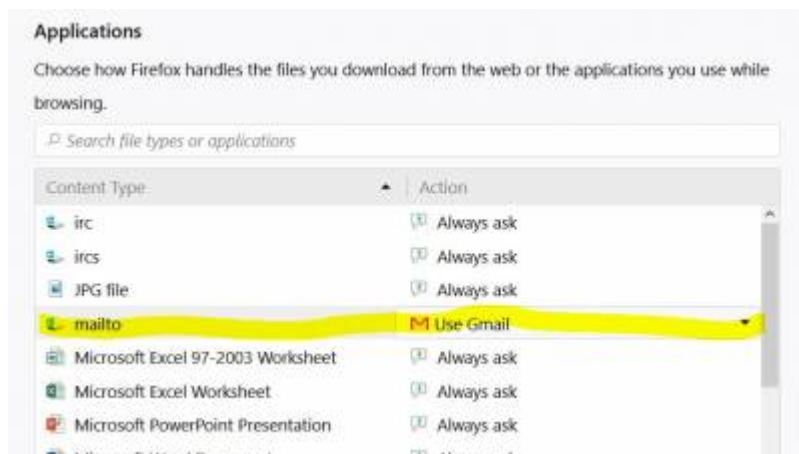 Applications
Choose how Firefox handles the files you download from the web or the applications you use while
browsing.
Search file types or applications
Content Type Action
irc Always ask
ircs Always ask
JPG file Always ask
mailto Use Gmail
Microsoft Excel 97-2003 Worksheet Always ask
Microsoft Excel Worksheet Always ask
Microsoft PowerPoint Presentation Always ask